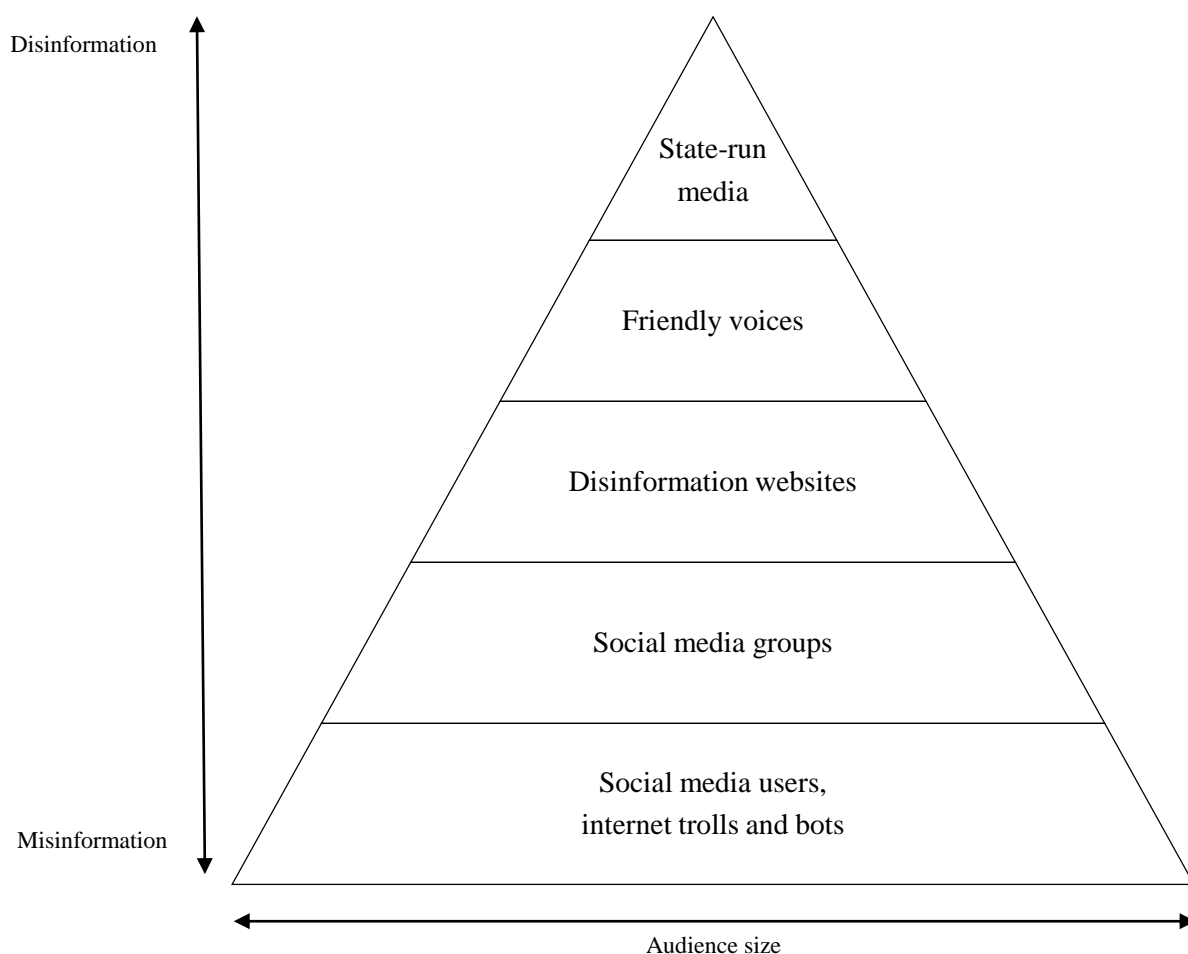 Disinformation
State-run
media
Friendly voices
Disinformation websites
Social media groups
Social media users,
internet trolls and bots
Misinformation
Audience size